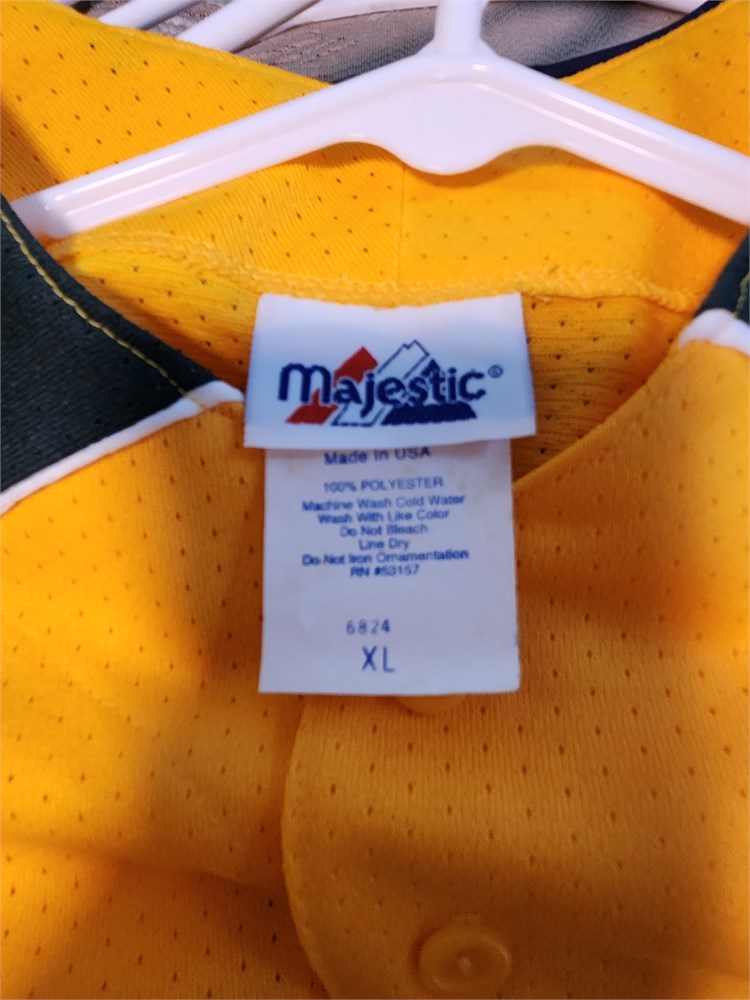 Majestic®
Made In USA
100% POLYESTER
Machine Wash Cold Water
Wash With Like Color
Do Not Bleach
Line Dry
Do Not Iron Ornamentation
RN #53157
6824
XL